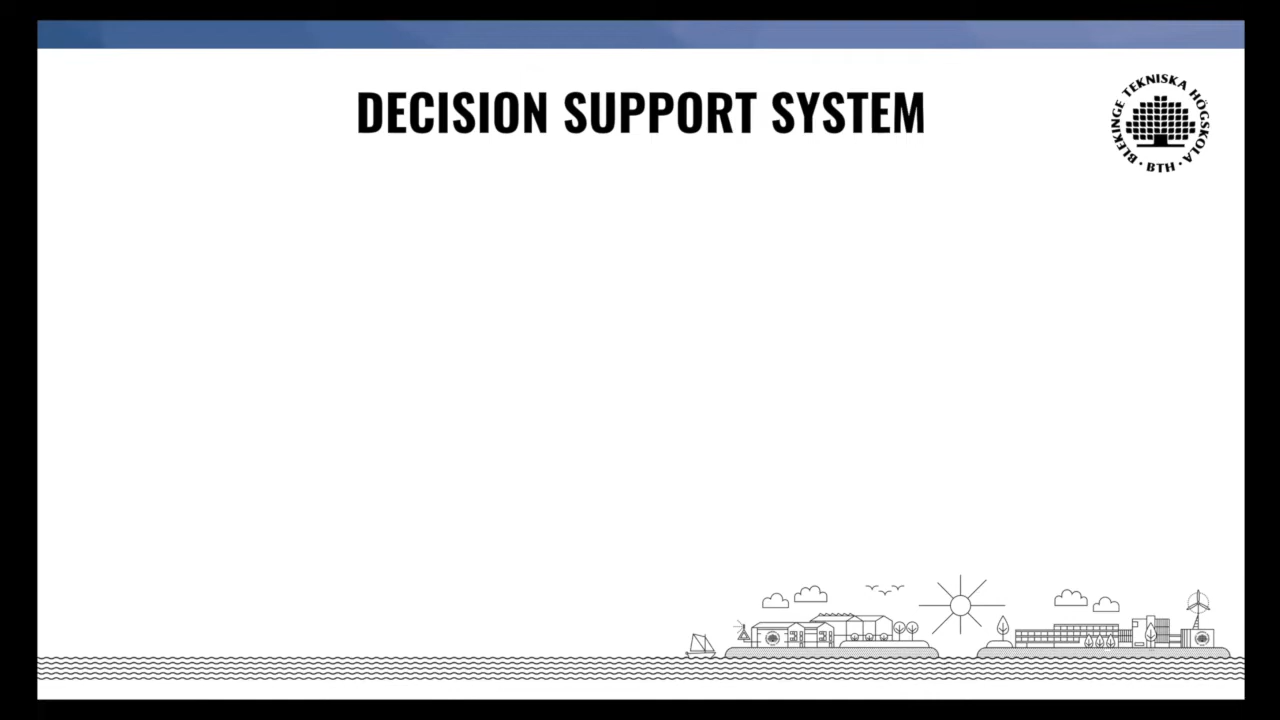 DECISION SUPPORT SYSTEM
BLEKINGE TEKNISKA HÖGSKOLA · BTH ·